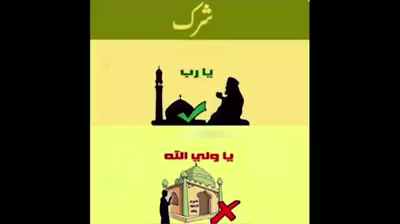 شرک
یا رب
یا ولي الله